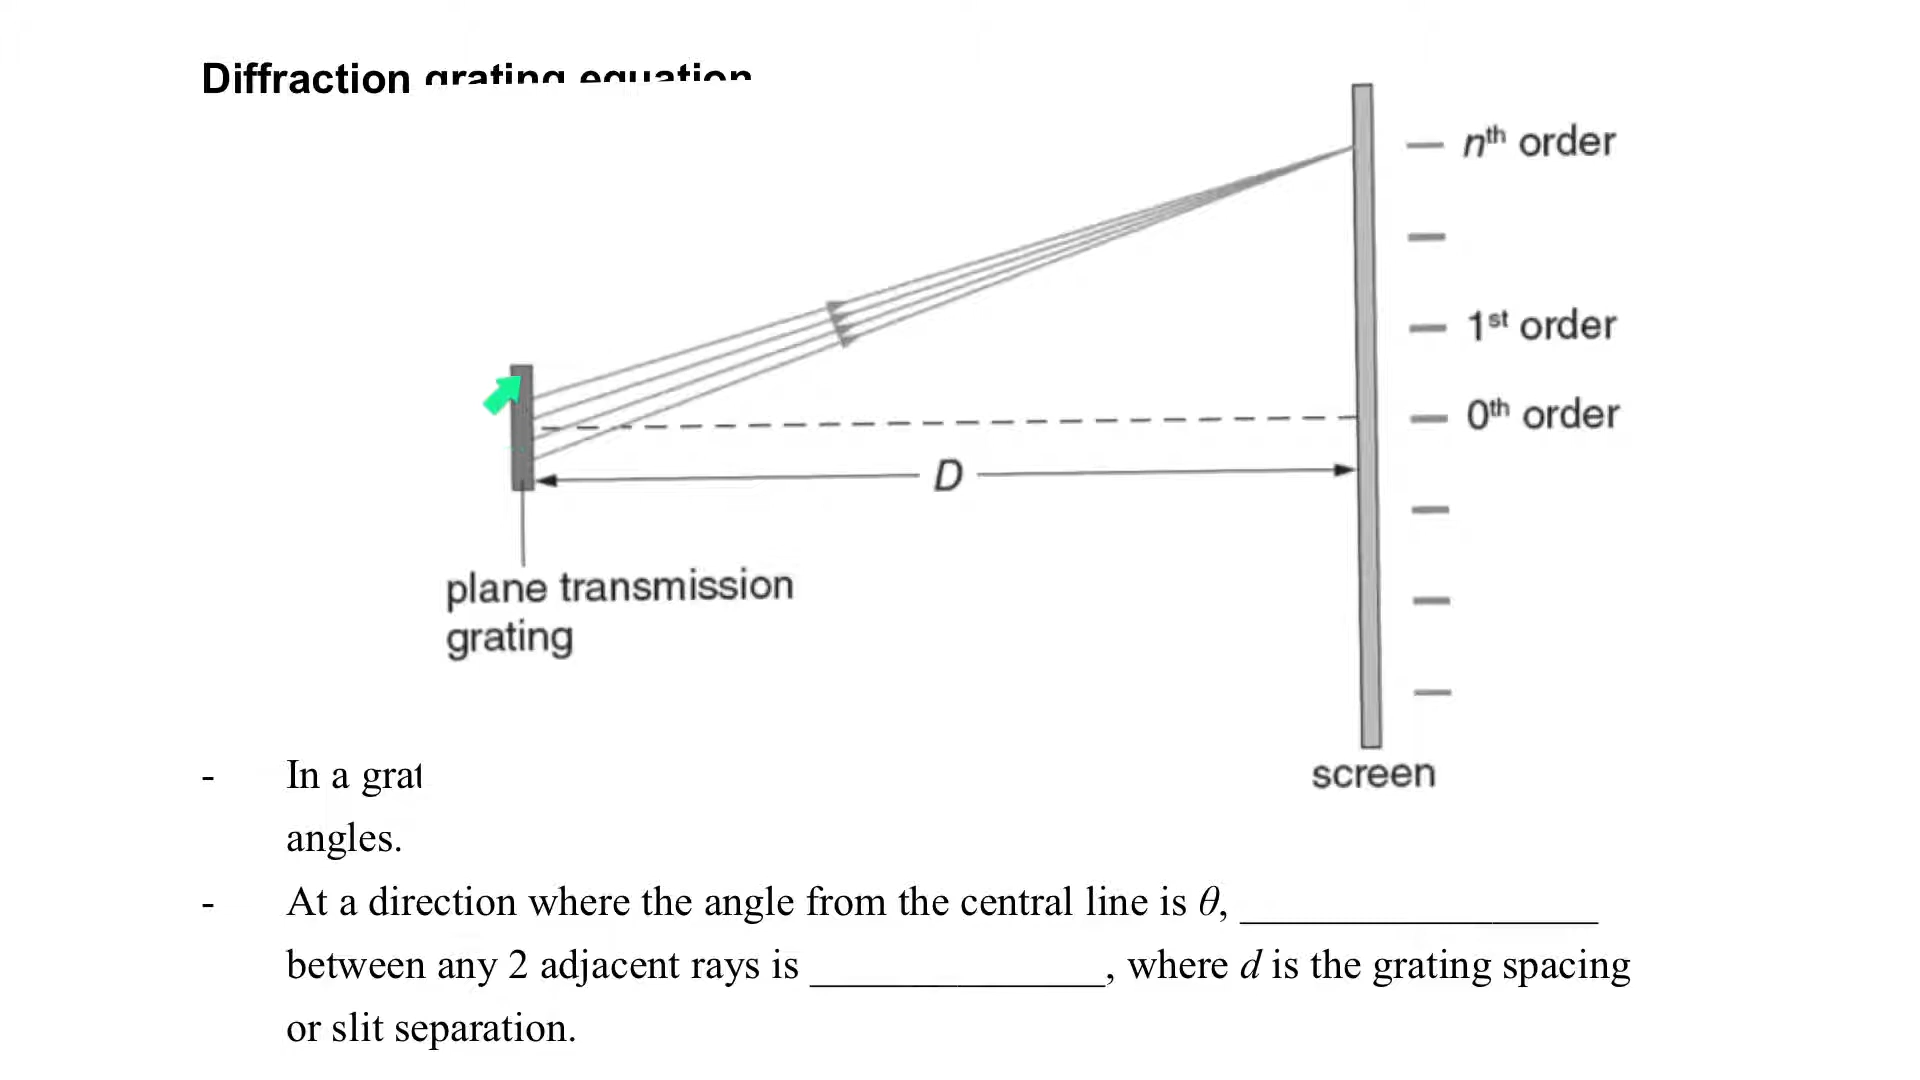 Diffraction grating equation
nth order
1st order
0th order
D
plane transmission
grating
screen
- In a grat
angles.
- At a direction where the angle from the central line is θ, _________________
between any 2 adjacent rays is ______________, where d is the grating spacing
or slit separation.